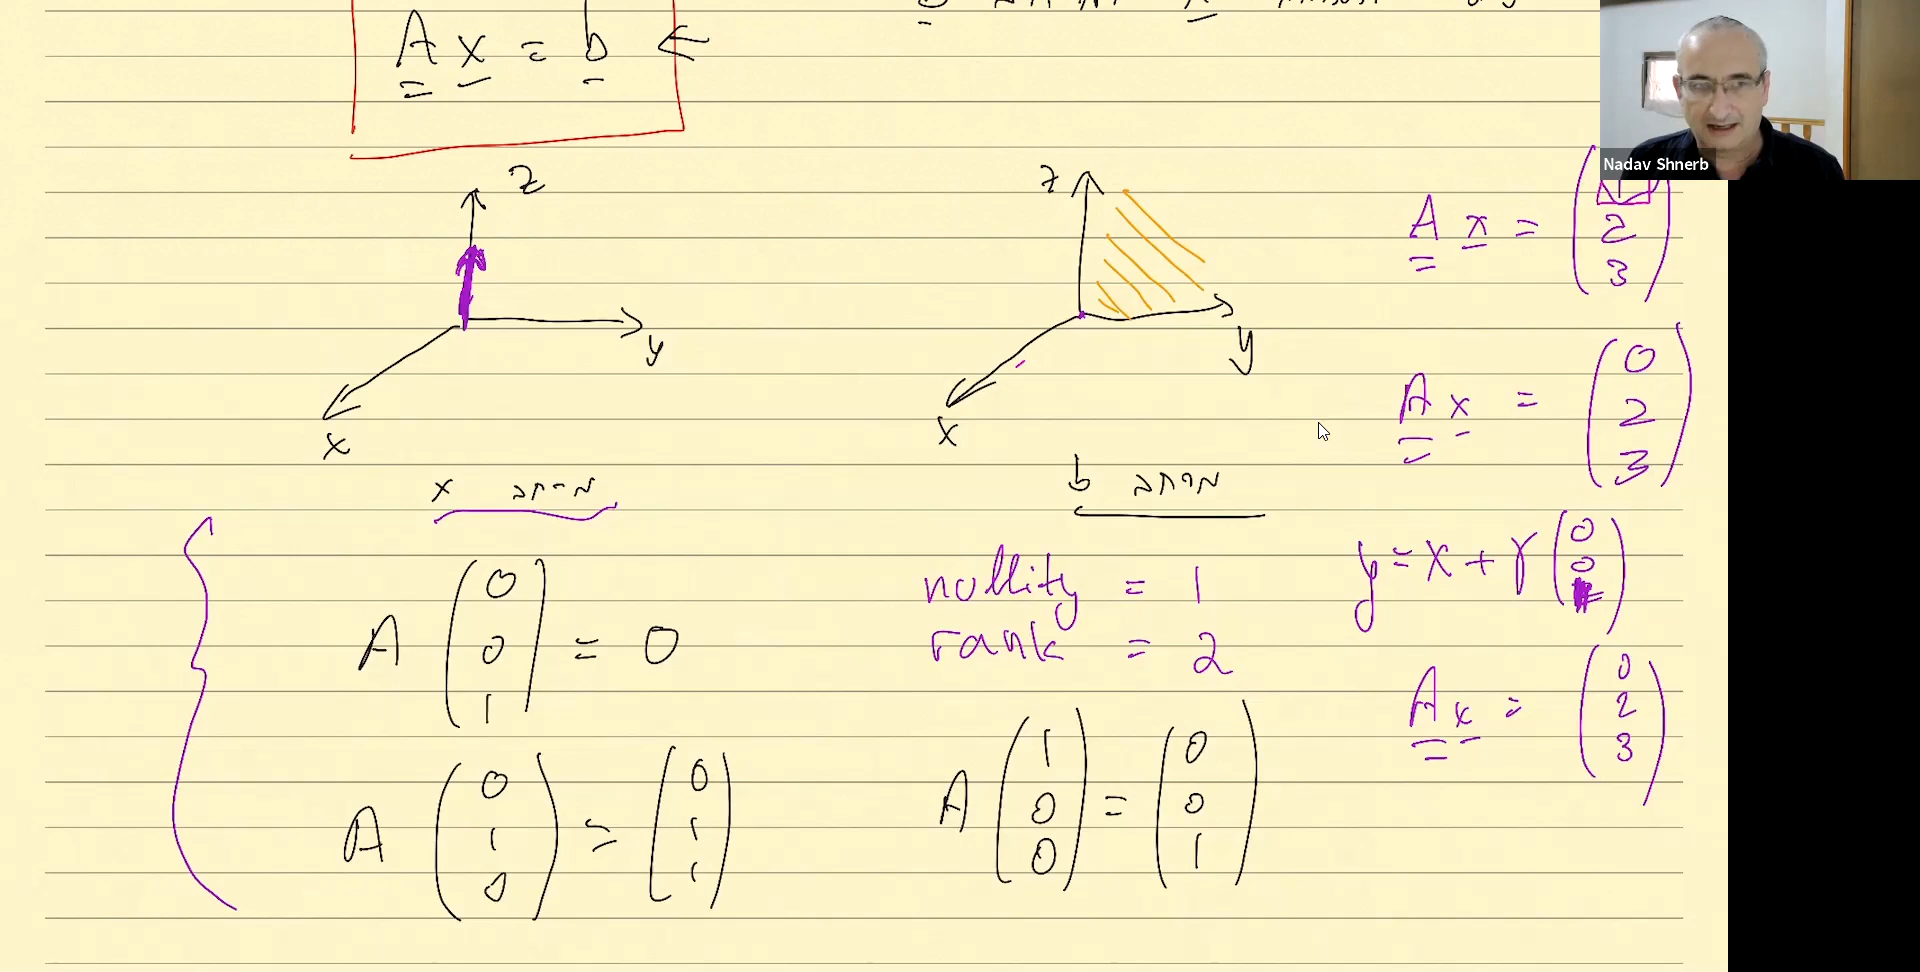 A x = b ←
Nadav Shnerb
z
y
x
z
y
x
A x = ( 1 2 3 )
A x = ( 0 2 3 )
x מרחב
b מרחב
A ( 0 0 1 ) = 0
A ( 0 1 0 ) = ( 0 1 1 )
nullity = 1
rank = 2
A ( 1 0 0 ) = ( 0 0 1 )
y = x + γ ( 0 0
A x = ( 0 2 3 )